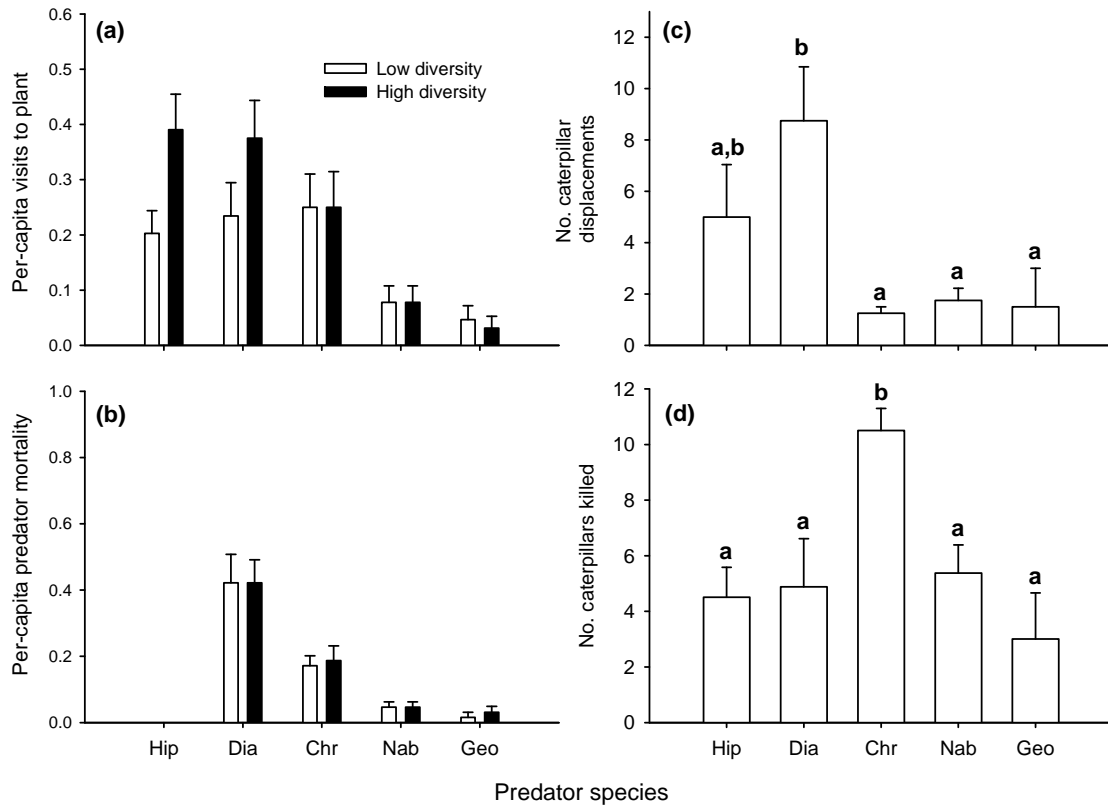 (a)
Per-capita visits to plant
0.6
0.5
0.4
0.3
0.2
0.1
0.0
Low diversity
High diversity
(c)
No. caterpillar
displacements
12
10
8
6
4
2
0
a,b
b
a
a
a
(b)
Per-capita predator mortality
1.0
0.8
0.6
0.4
0.2
0.0
Hip Dia Chr Nab Geo
(d)
No. caterpillars killed
12
10
8
6
4
2
0
a
a
b
a
a
Hip Dia Chr Nab Geo
Predator species